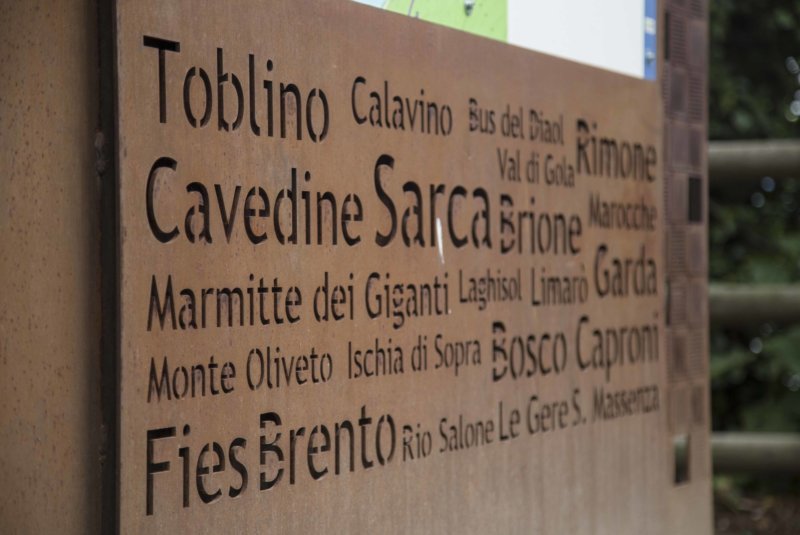 Toblino Calavino Bus del Diaol Rimone
Val di Gola
Cavedine Sarca Brione Marocche
Marmitte dei Giganti Laghisol Limarò Garda
Monte Oliveto Ischia di Sopra Bosco Caproni
Fies Brento Rio Salone Le Gere S. Massenza